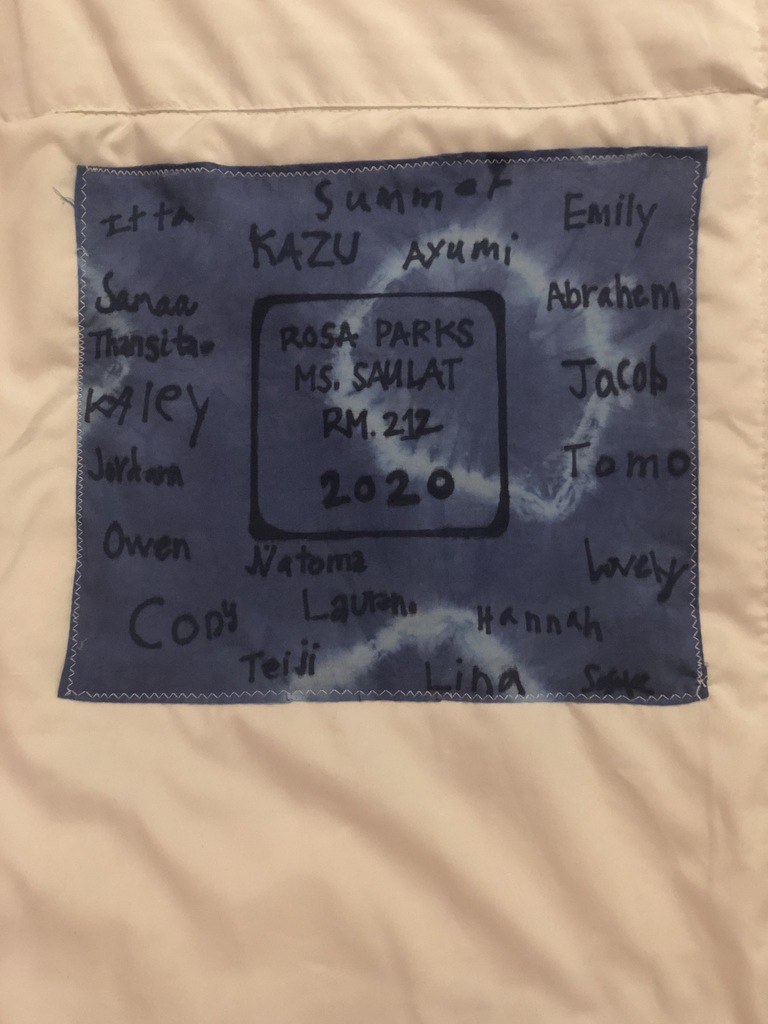 Summer
Itta
Emily
KAZU
Ayumi
Sanaa
Abrahem
Thansita
ROSA PARKS
MS. SAULAT
RM. 212
2020
Kaley
Jacob
Jordan
Tomo
Owen
Natoma
Lovely
Cody
Lauran
Hannah
Teiji
Lina